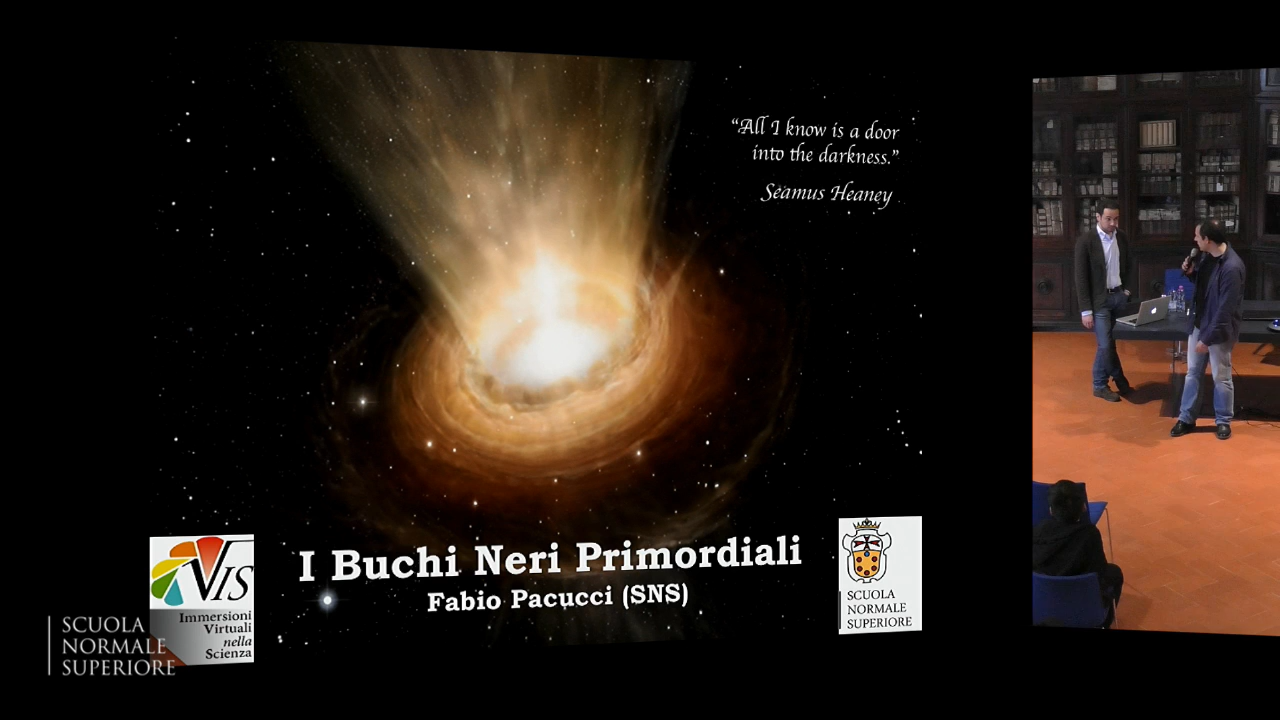 “All I know is a door
into the darkness.”
Seamus Heaney
I Buchi Neri Primordiali
Fabio Pacucci (SNS)
VIS
Immersioni
Virtuali
nella
Scienza
SCUOLA
NORMALE
SUPERIORE
SCUOLA
NORMALE
SUPERIORE